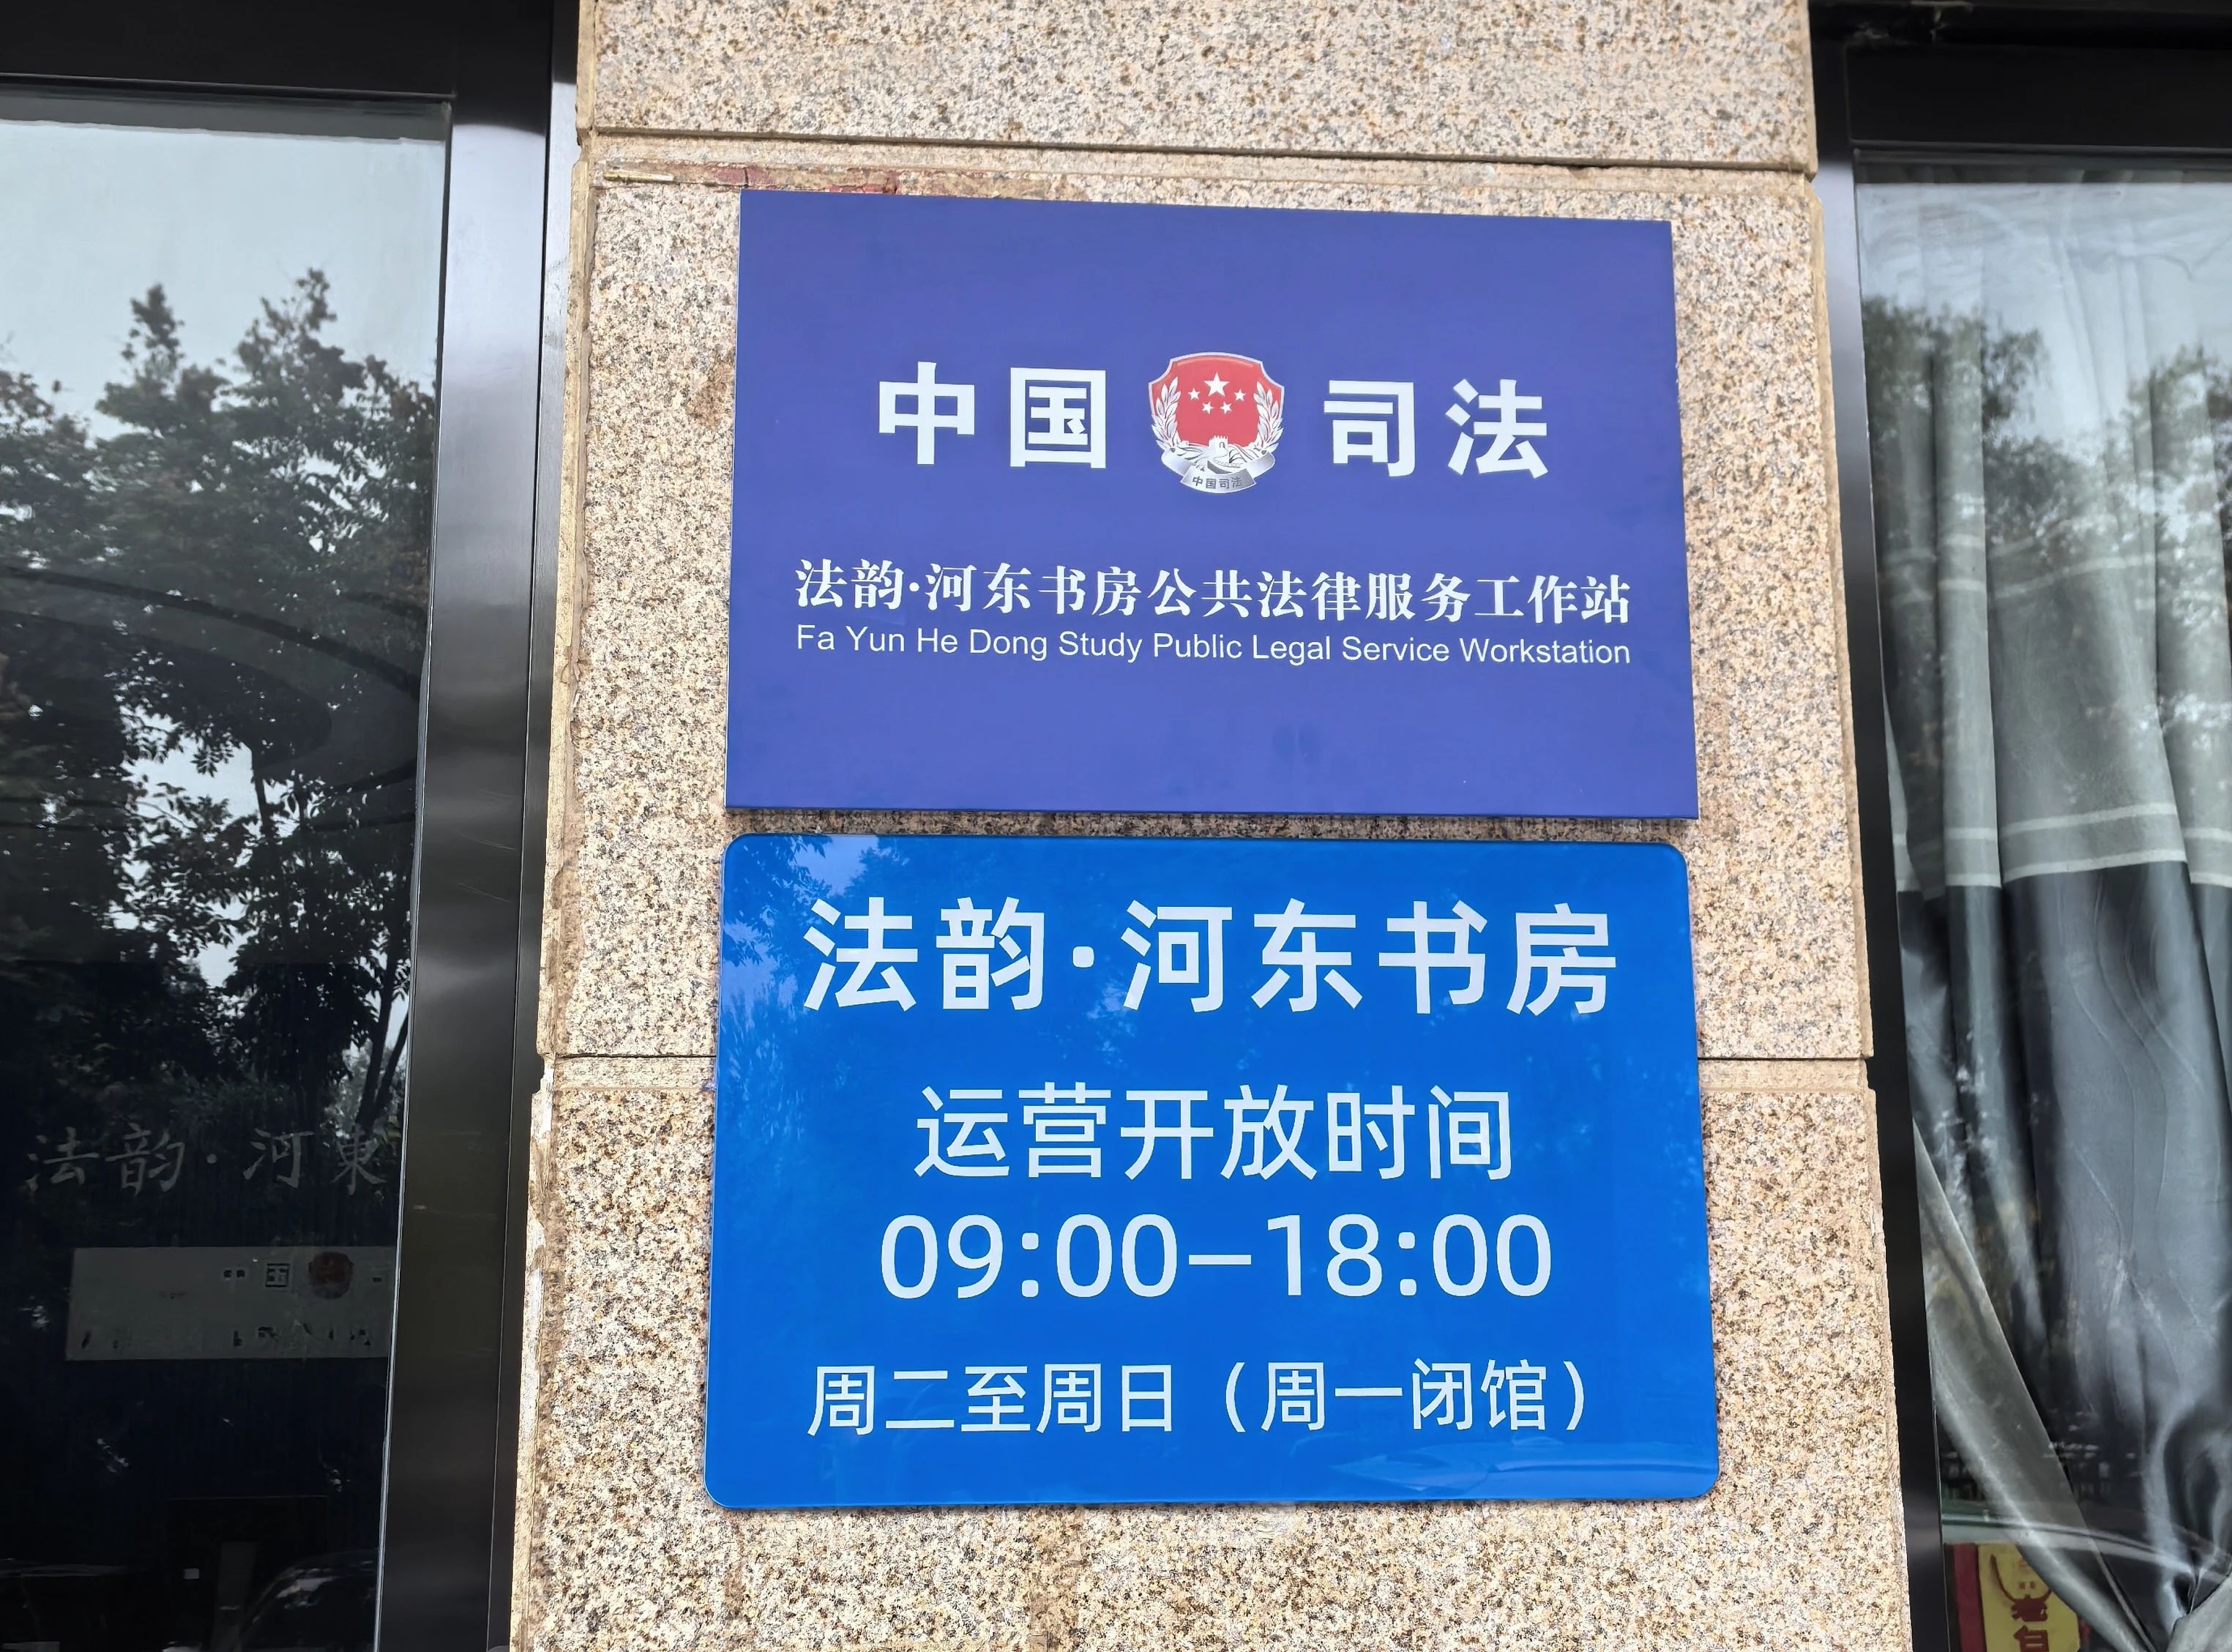 中国 司法
中国司法
法韵·河东书房公共法律服务工作站
Fa Yun He Dong Study Public Legal Service Workstation
法韵·河东书房
运营开放时间
09:00—18:00
周二至周日（周一闭馆）
法韵·河東
国